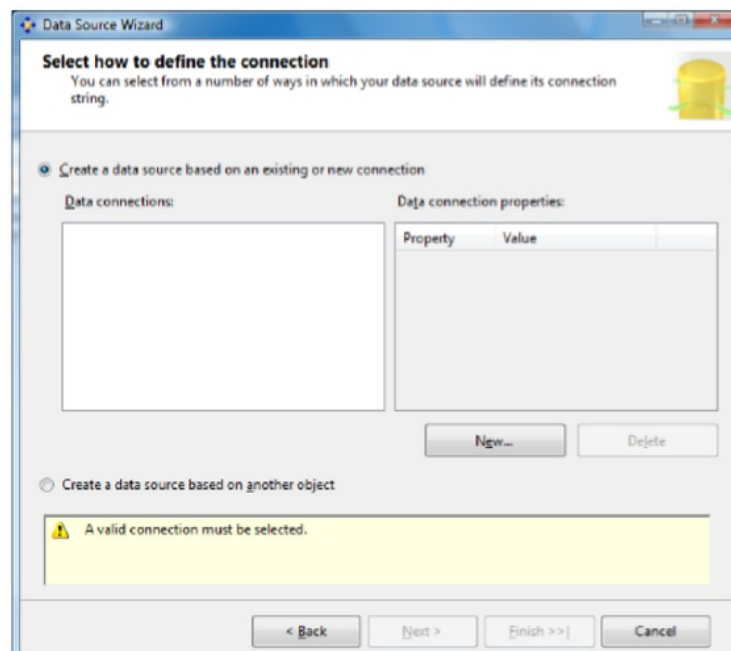 Data Source Wizard
Select how to define the connection
You can select from a number of ways in which your data source will define its connection
string.
Create a data source based on an existing or new connection
Data connections:
Data connection properties:
Property Value
New...
Delete
Create a data source based on another object
A valid connection must be selected.
< Back
Next >
Finish >>|
Cancel